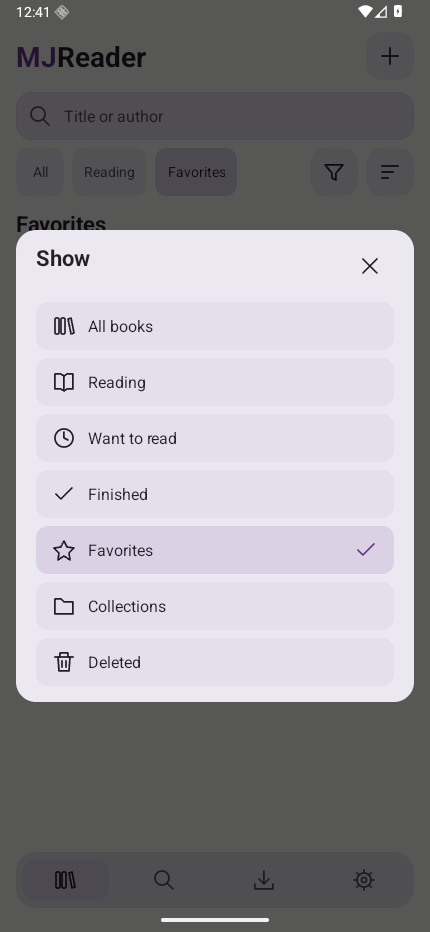 12:41
MJReader
Title or author
All
Reading
Favorites
Favorites
Show
All books
Reading
Want to read
Finished
Favorites
Collections
Deleted